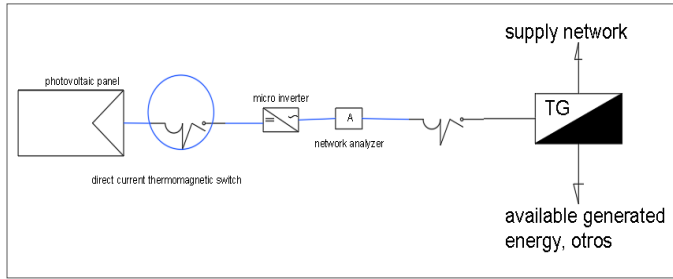 supply network
photovoltaic panel
micro inverter
TG
A
network analyzer
direct current thermomagnetic switch
available generated
energy, otros